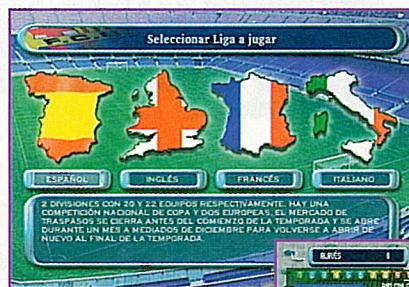 Seleccionar Liga a jugar
ESPAÑOL
INGLÉS
FRANCÉS
ITALIANO
2 DIVISIONES CON 20 Y 22 EQUIPOS RESPECTIVAMENTE. HAY UNA
COMPETICIÓN NACIONAL DE COPA Y DOS EUROPEAS. EL MERCADO DE
TRASPASOS SE CIERRA ANTES DEL COMIENZO DE LA TEMPORADA Y SE ABRE
DURANTE UN MES A MEDIADOS DE DICIEMBRE PARA VOLVERSE A ABRIR DE
NUEVO AL FINAL DE LA TEMPORADA.
ALAVÉS